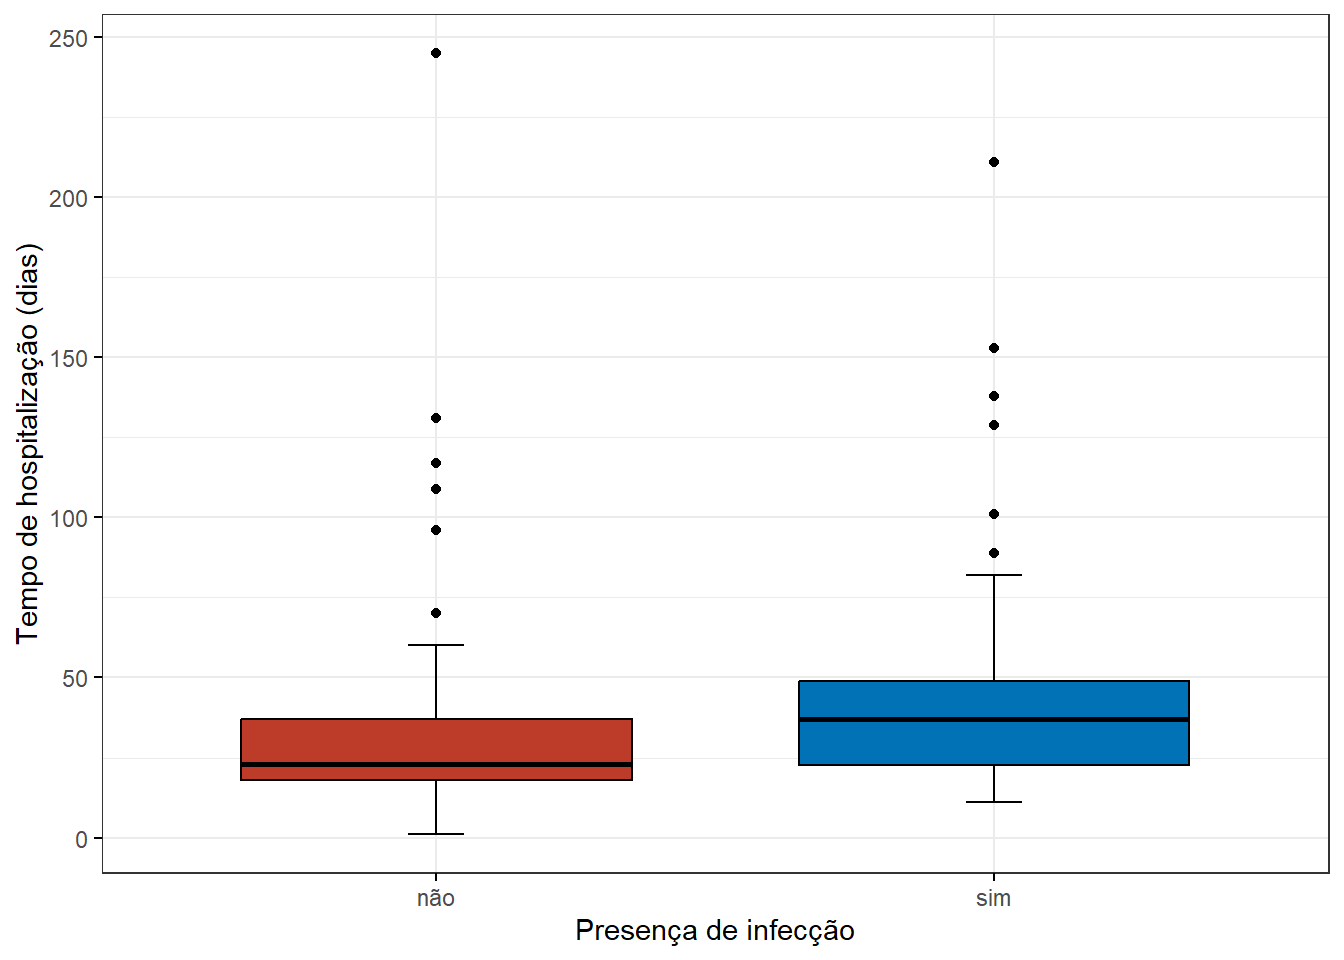 250
200
150
100
50
0
Tempo de hospitalização (dias)
não
sim
Presença de infecção